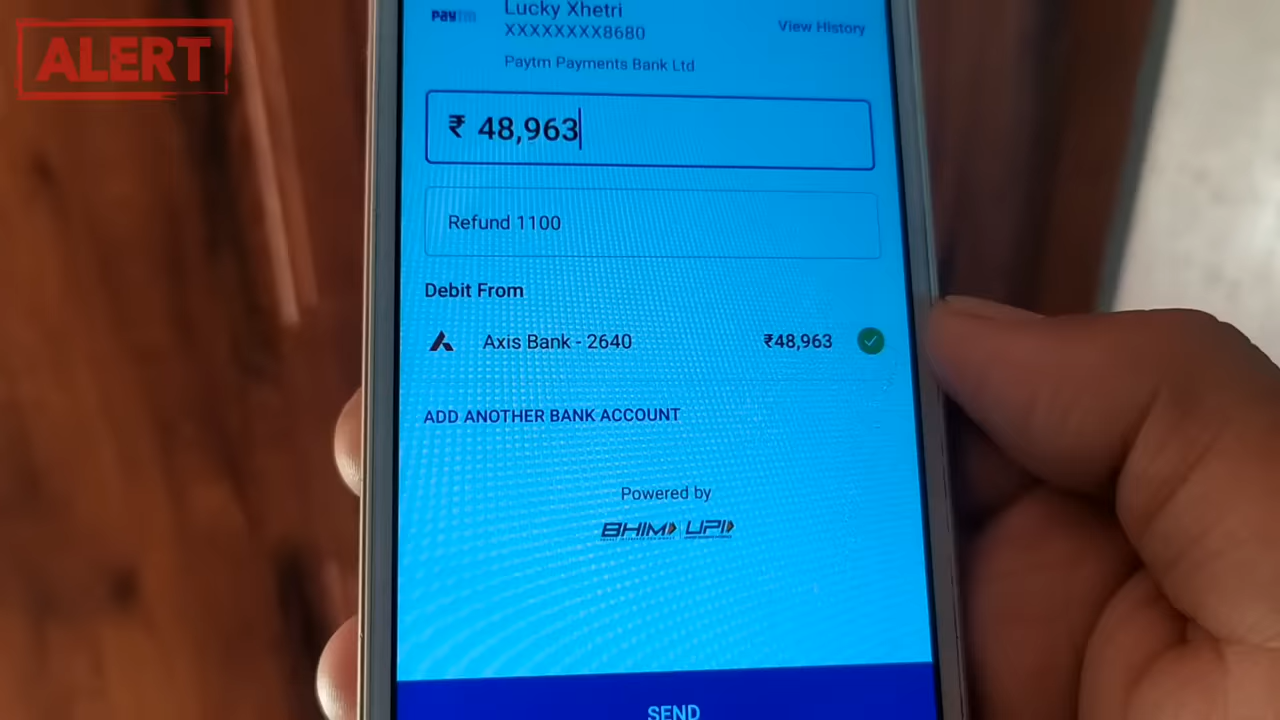 ALERT
paytm
Lucky Xhetri
XXXXXXXX8680
View History
Paytm Payments Bank Ltd
₹ 48,963
Refund 1100
Debit From
Axis Bank - 2640
₹48,963
ADD ANOTHER BANK ACCOUNT
Powered by
BHIM UPI
SEND